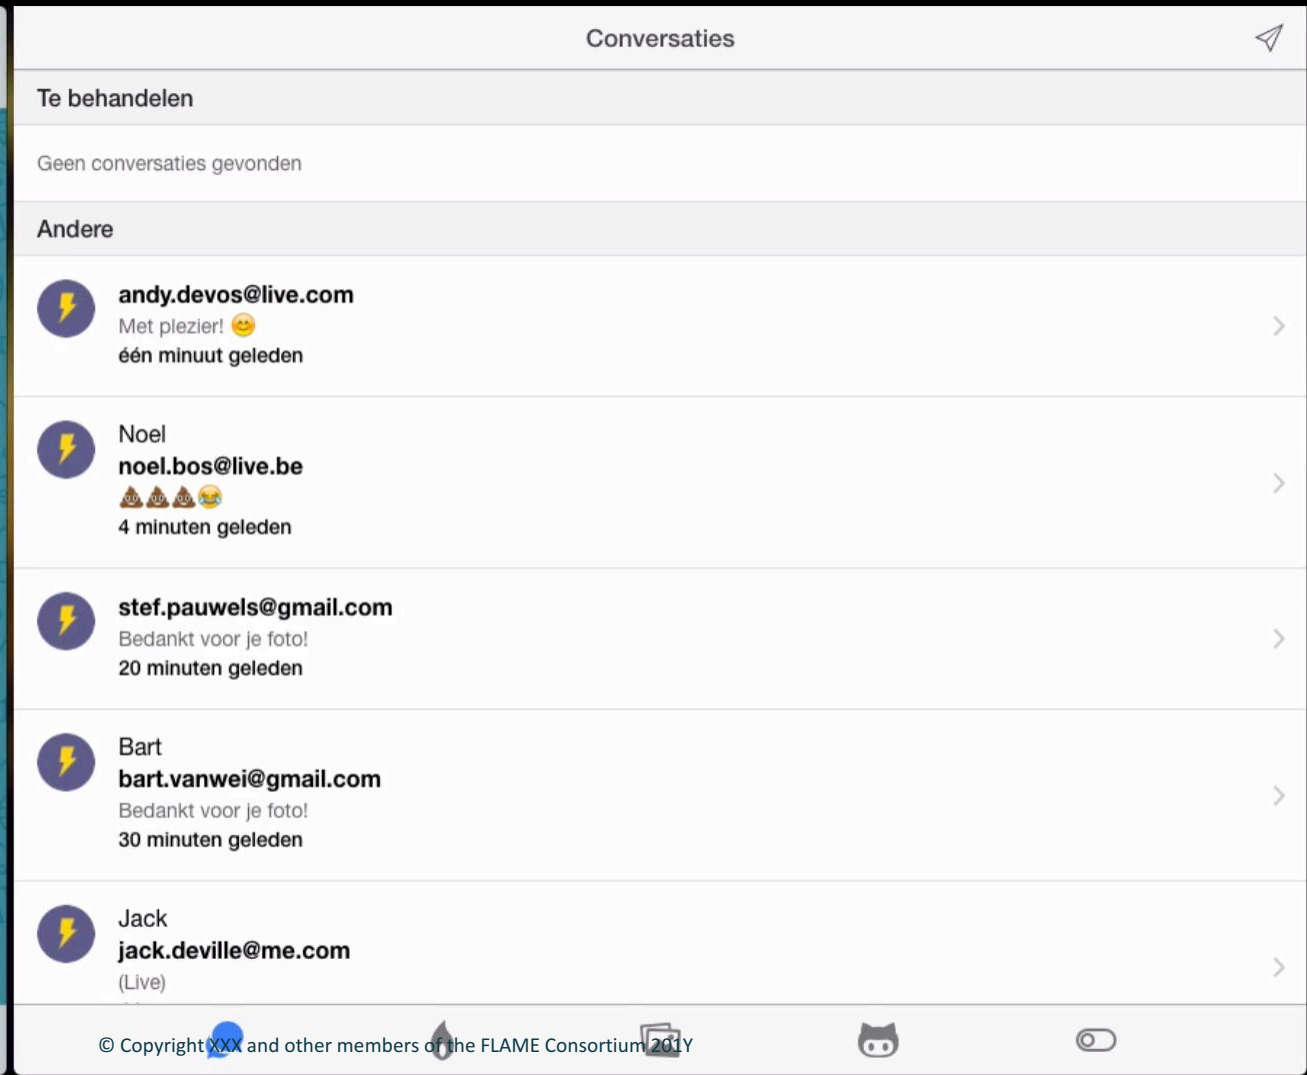 Conversaties
Te behandelen
Geen conversaties gevonden
Andere
andy.devos@live.com
Met plezier! 😊
één minuut geleden
Noel
noel.bos@live.be
💩💩💩😂
4 minuten geleden
stef.pauwels@gmail.com
Bedankt voor je foto!
20 minuten geleden
Bart
bart.vanwei@gmail.com
Bedankt voor je foto!
30 minuten geleden
Jack
jack.deville@me.com
(Live)
© Copyright XXX and other members of the FLAME Consortium 201Y